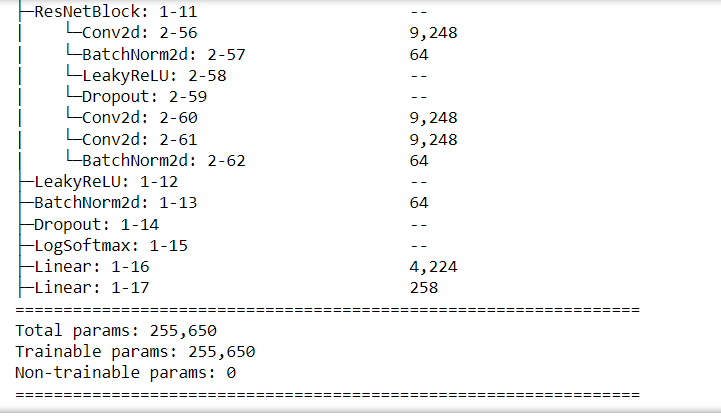 ├─ResNetBlock: 1-11                      --
|    └─Conv2d: 2-56                      9,248
|    └─BatchNorm2d: 2-57                 64
|    └─LeakyReLU: 2-58                   --
|    └─Dropout: 2-59                     --
|    └─Conv2d: 2-60                      9,248
|    └─Conv2d: 2-61                      9,248
|    └─BatchNorm2d: 2-62                 64
├─LeakyReLU: 1-12                        --
├─BatchNorm2d: 1-13                      64
├─Dropout: 1-14                          --
├─LogSoftmax: 1-15                       --
├─Linear: 1-16                           4,224
├─Linear: 1-17                           258
=================================================================
Total params: 255,650
Trainable params: 255,650
Non-trainable params: 0
=================================================================